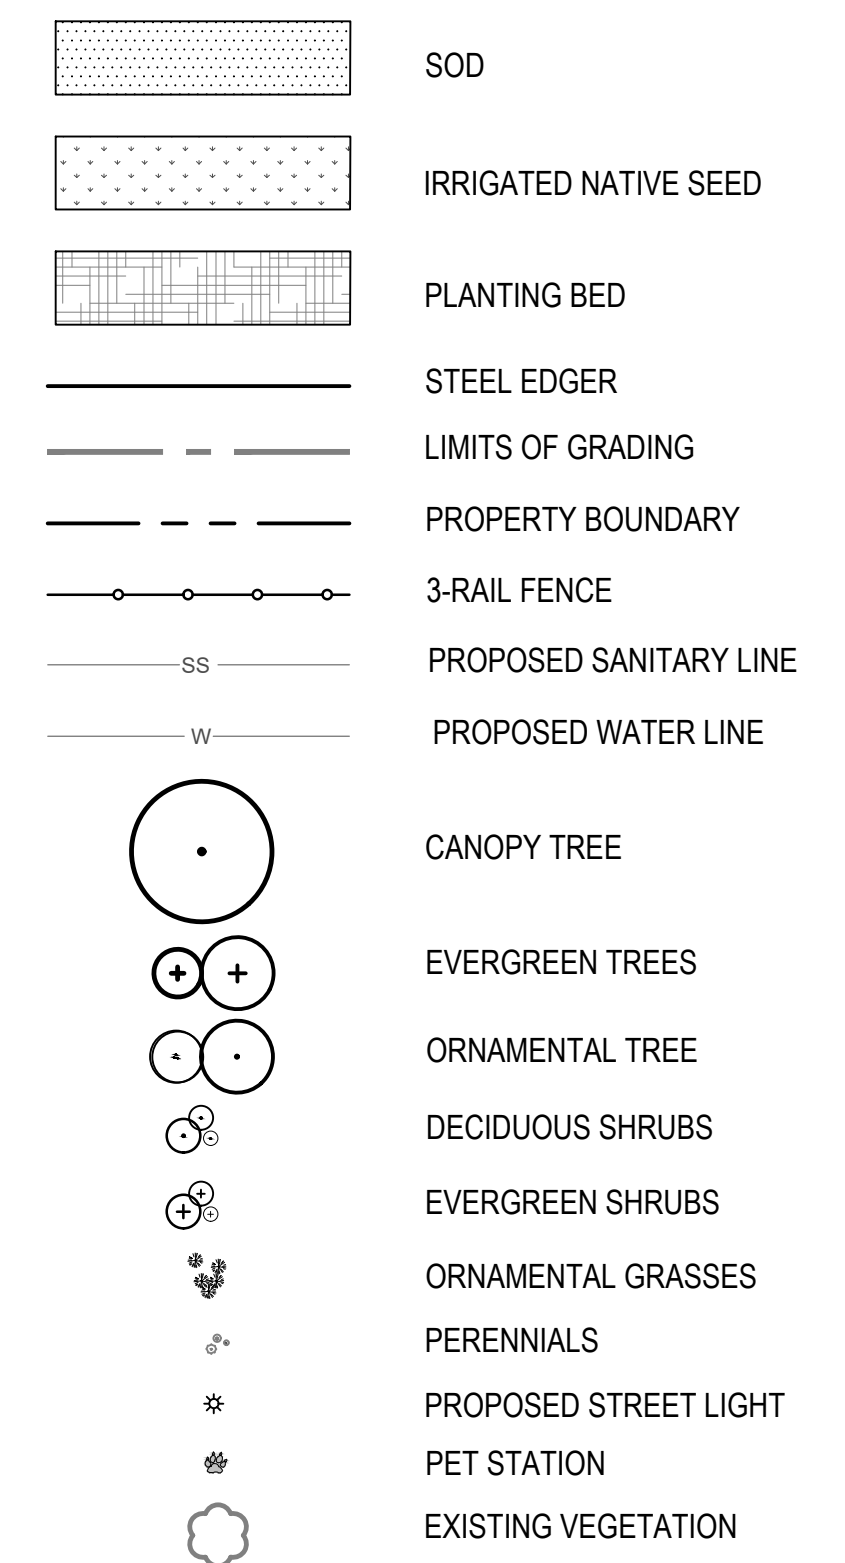 SOD
IRRIGATED NATIVE SEED
PLANTING BED
STEEL EDGER
LIMITS OF GRADING
PROPERTY BOUNDARY
3-RAIL FENCE
SS PROPOSED SANITARY LINE
W PROPOSED WATER LINE
CANOPY TREE
EVERGREEN TREES
ORNAMENTAL TREE
DECIDUOUS SHRUBS
EVERGREEN SHRUBS
ORNAMENTAL GRASSES
PERENNIALS
PROPOSED STREET LIGHT
PET STATION
EXISTING VEGETATION